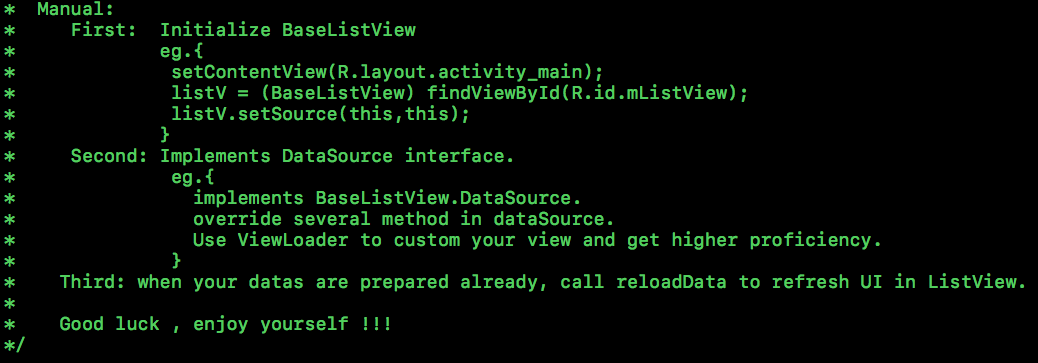 *  Manual:
*     First:  Initialize BaseListView
*             eg.{
*              setContentView(R.layout.activity_main);
*              listV = (BaseListView) findViewById(R.id.mListView);
*              listV.setSource(this,this);
*             }
*     Second: Implements DataSource interface.
*              eg.{
*                implements BaseListView.DataSource.
*                override several method in dataSource.
*                Use ViewLoader to custom your view and get higher proficiency.
*              }
*    Third: when your datas are prepared already, call reloadData to refresh UI in ListView.
*
*    Good luck , enjoy yourself !!!
*/